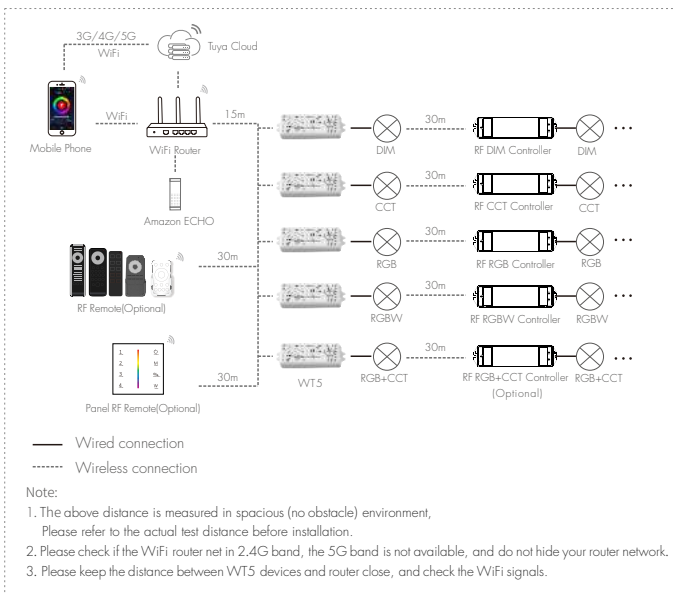 3G/4G/5G
WiFi
Tuya Cloud
WiFi
15m
Mobile Phone
WiFi Router
Amazon ECHO
30m
RF Remote(Optional)
30m
Panel RF Remote(Optional)
1.
2.
3.
4.
W
DIM
30m
RF DIM Controller
DIM
CCT
30m
RF CCT Controller
CCT
RGB
30m
RF RGB Controller
RGB
RGBW
30m
RF RGBW Controller
RGBW
WT5
RGB+CCT
30m
RF RGB+CCT Controller
(Optional)
RGB+CCT
Wired connection
Wireless connection
Note:
1. The above distance is measured in spacious (no obstacle) environment,
Please refer to the actual test distance before installation.
2. Please check if the WiFi router net in 2.4G band, the 5G band is not available, and do not hide your router network.
3. Please keep the distance between WT5 devices and router close, and check the WiFi signals.